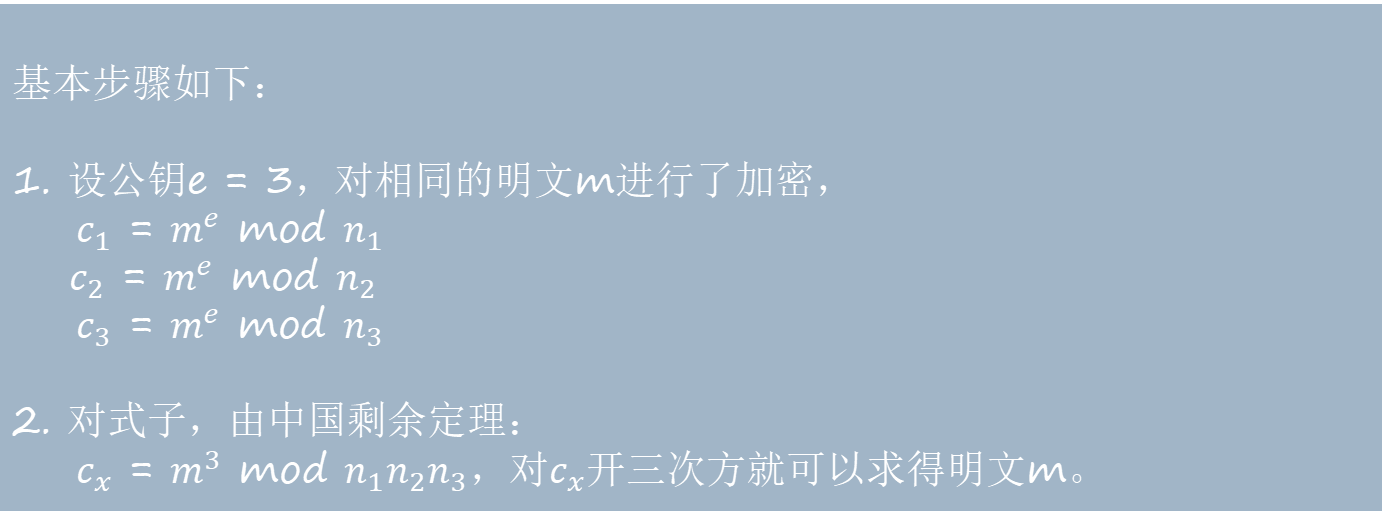 基本步骤如下：
1. 设公钥e = 3，对相同的明文m进行了加密，
c₁ = mᵉ mod n₁
c₂ = mᵉ mod n₂
c₃ = mᵉ mod n₃
2. 对式子，由中国剩余定理：
cₓ = m³ mod n₁n₂n₃，对cₓ开三次方就可以求得明文m。